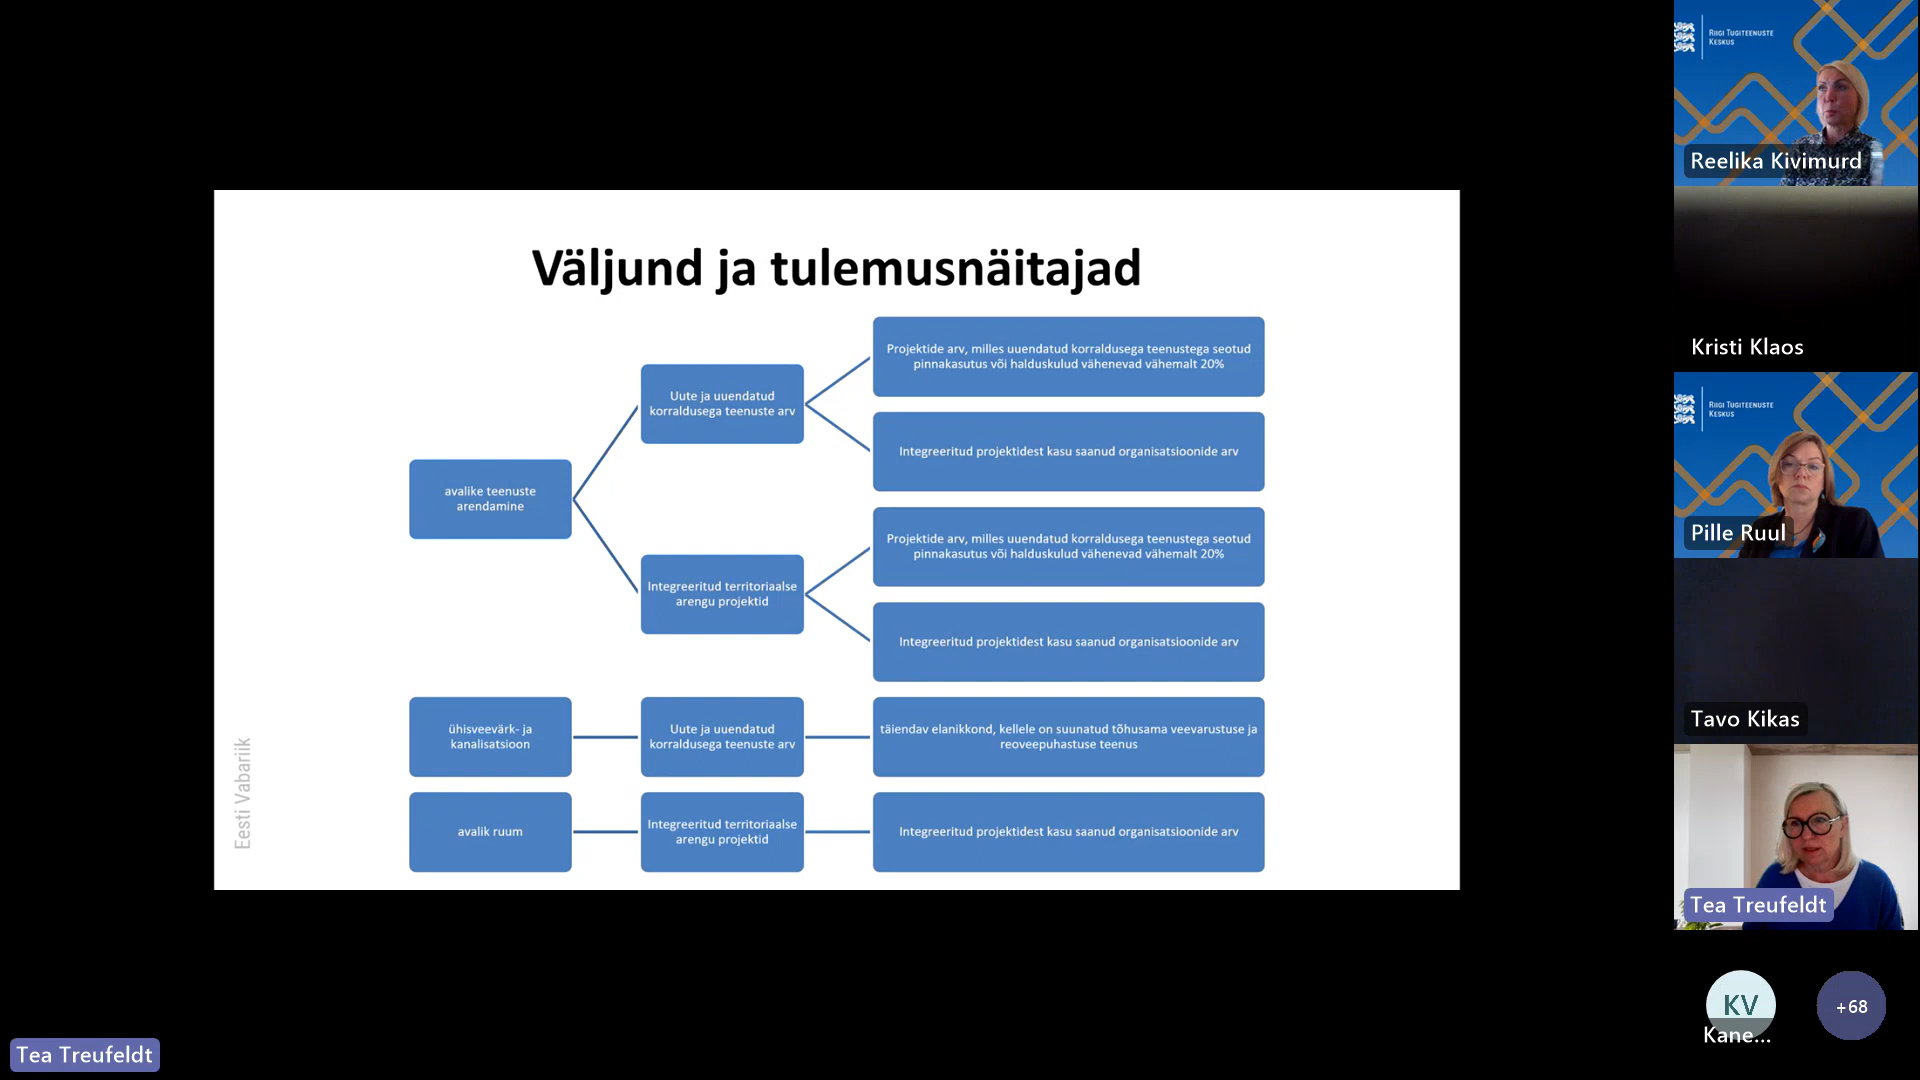 Väljund ja tulemusnäitajad
avalike teenuste
arendamine
Uute ja uuendatud
korraldusega teenuste arv
Projektide arv, milles uuendatud korraldusega teenustega seotud
pinnakasutus või halduskulud vähenevad vähemalt 20%
Integreeritud projektidest kasu saanud organisatsioonide arv
Integreeritud territoriaalse
arengu projektid
Projektide arv, milles uuendatud korraldusega teenustega seotud
pinnakasutus või halduskulud vähenevad vähemalt 20%
Integreeritud projektidest kasu saanud organisatsioonide arv
ühisveevärk- ja
kanalisatsioon
Uute ja uuendatud
korraldusega teenuste arv
täiendav elanikkond, kellele on suunatud tõhusama veevarustuse ja
reoveepuhastuse teenus
avalik ruum
Integreeritud territoriaalse
arengu projektid
Integreeritud projektidest kasu saanud organisatsioonide arv
Eesti Vabariik
Tea Treufeldt
RIIGI TUGITEENUSTE
KESKUS
Reelika Kivimurd
Kristi Klaos
RIIGI TUGITEENUSTE
KESKUS
Pille Ruul
Tavo Kikas
Tea Treufeldt
KV
Kane...
+68